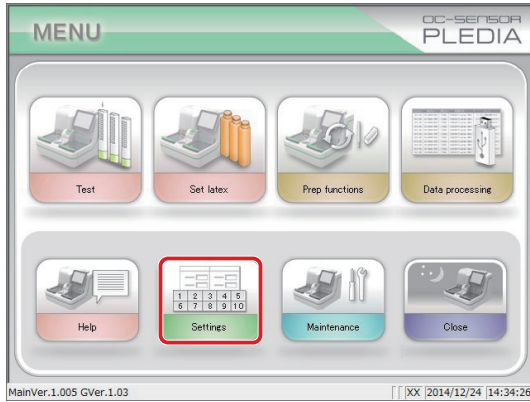 MENU
OC-SENSOR
PLEDIA
Test
Set latex
Prep functions
Data processing
1 2 3 4 5
6 7 8 9 10
Help
Settings
Maintenance
Close
MainVer.1.005 GVer.1.03
XX 2014/12/24 14:34:26